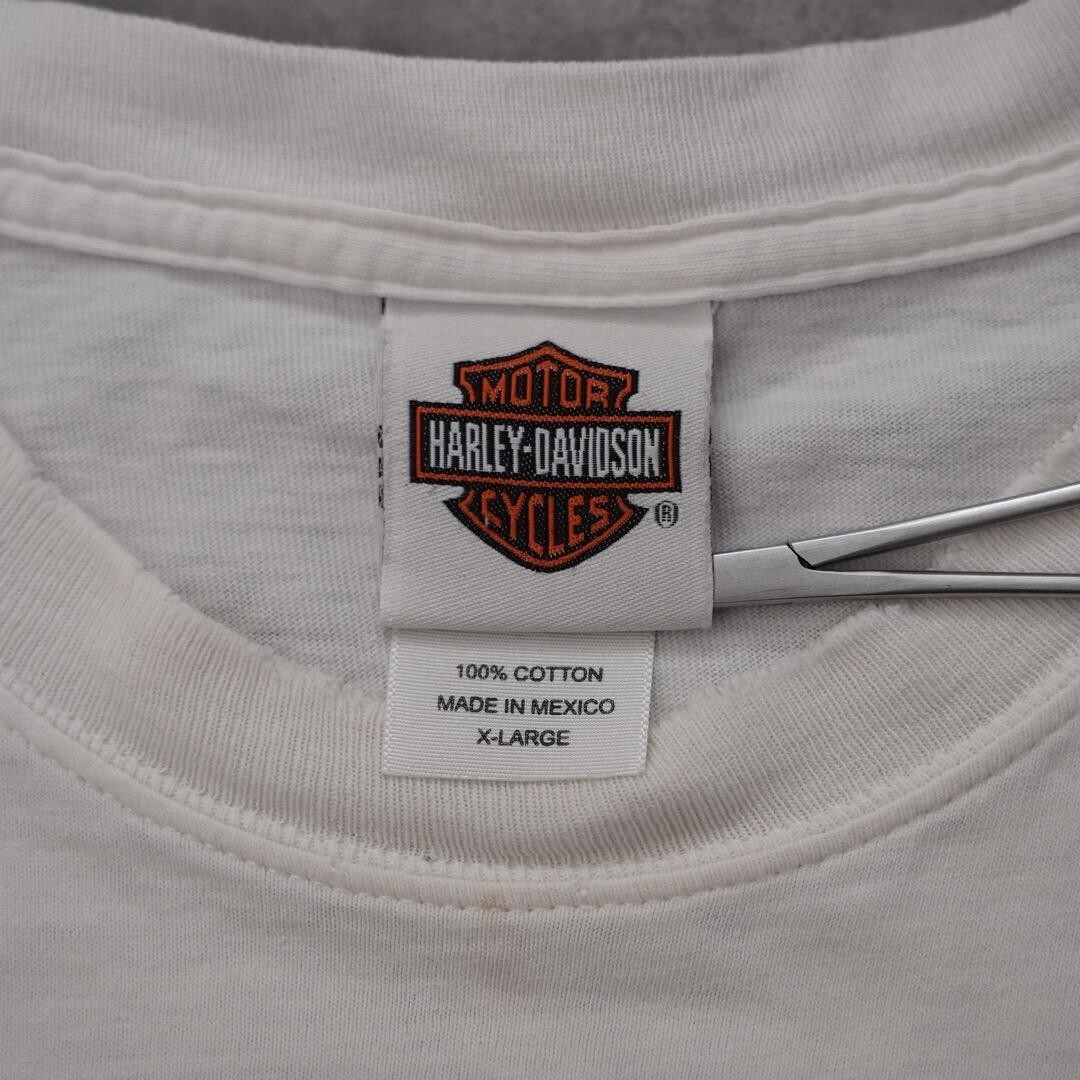 MOTOR
HARLEY-DAVIDSON
CYCLES
®
100% COTTON
MADE IN MEXICO
X-LARGE